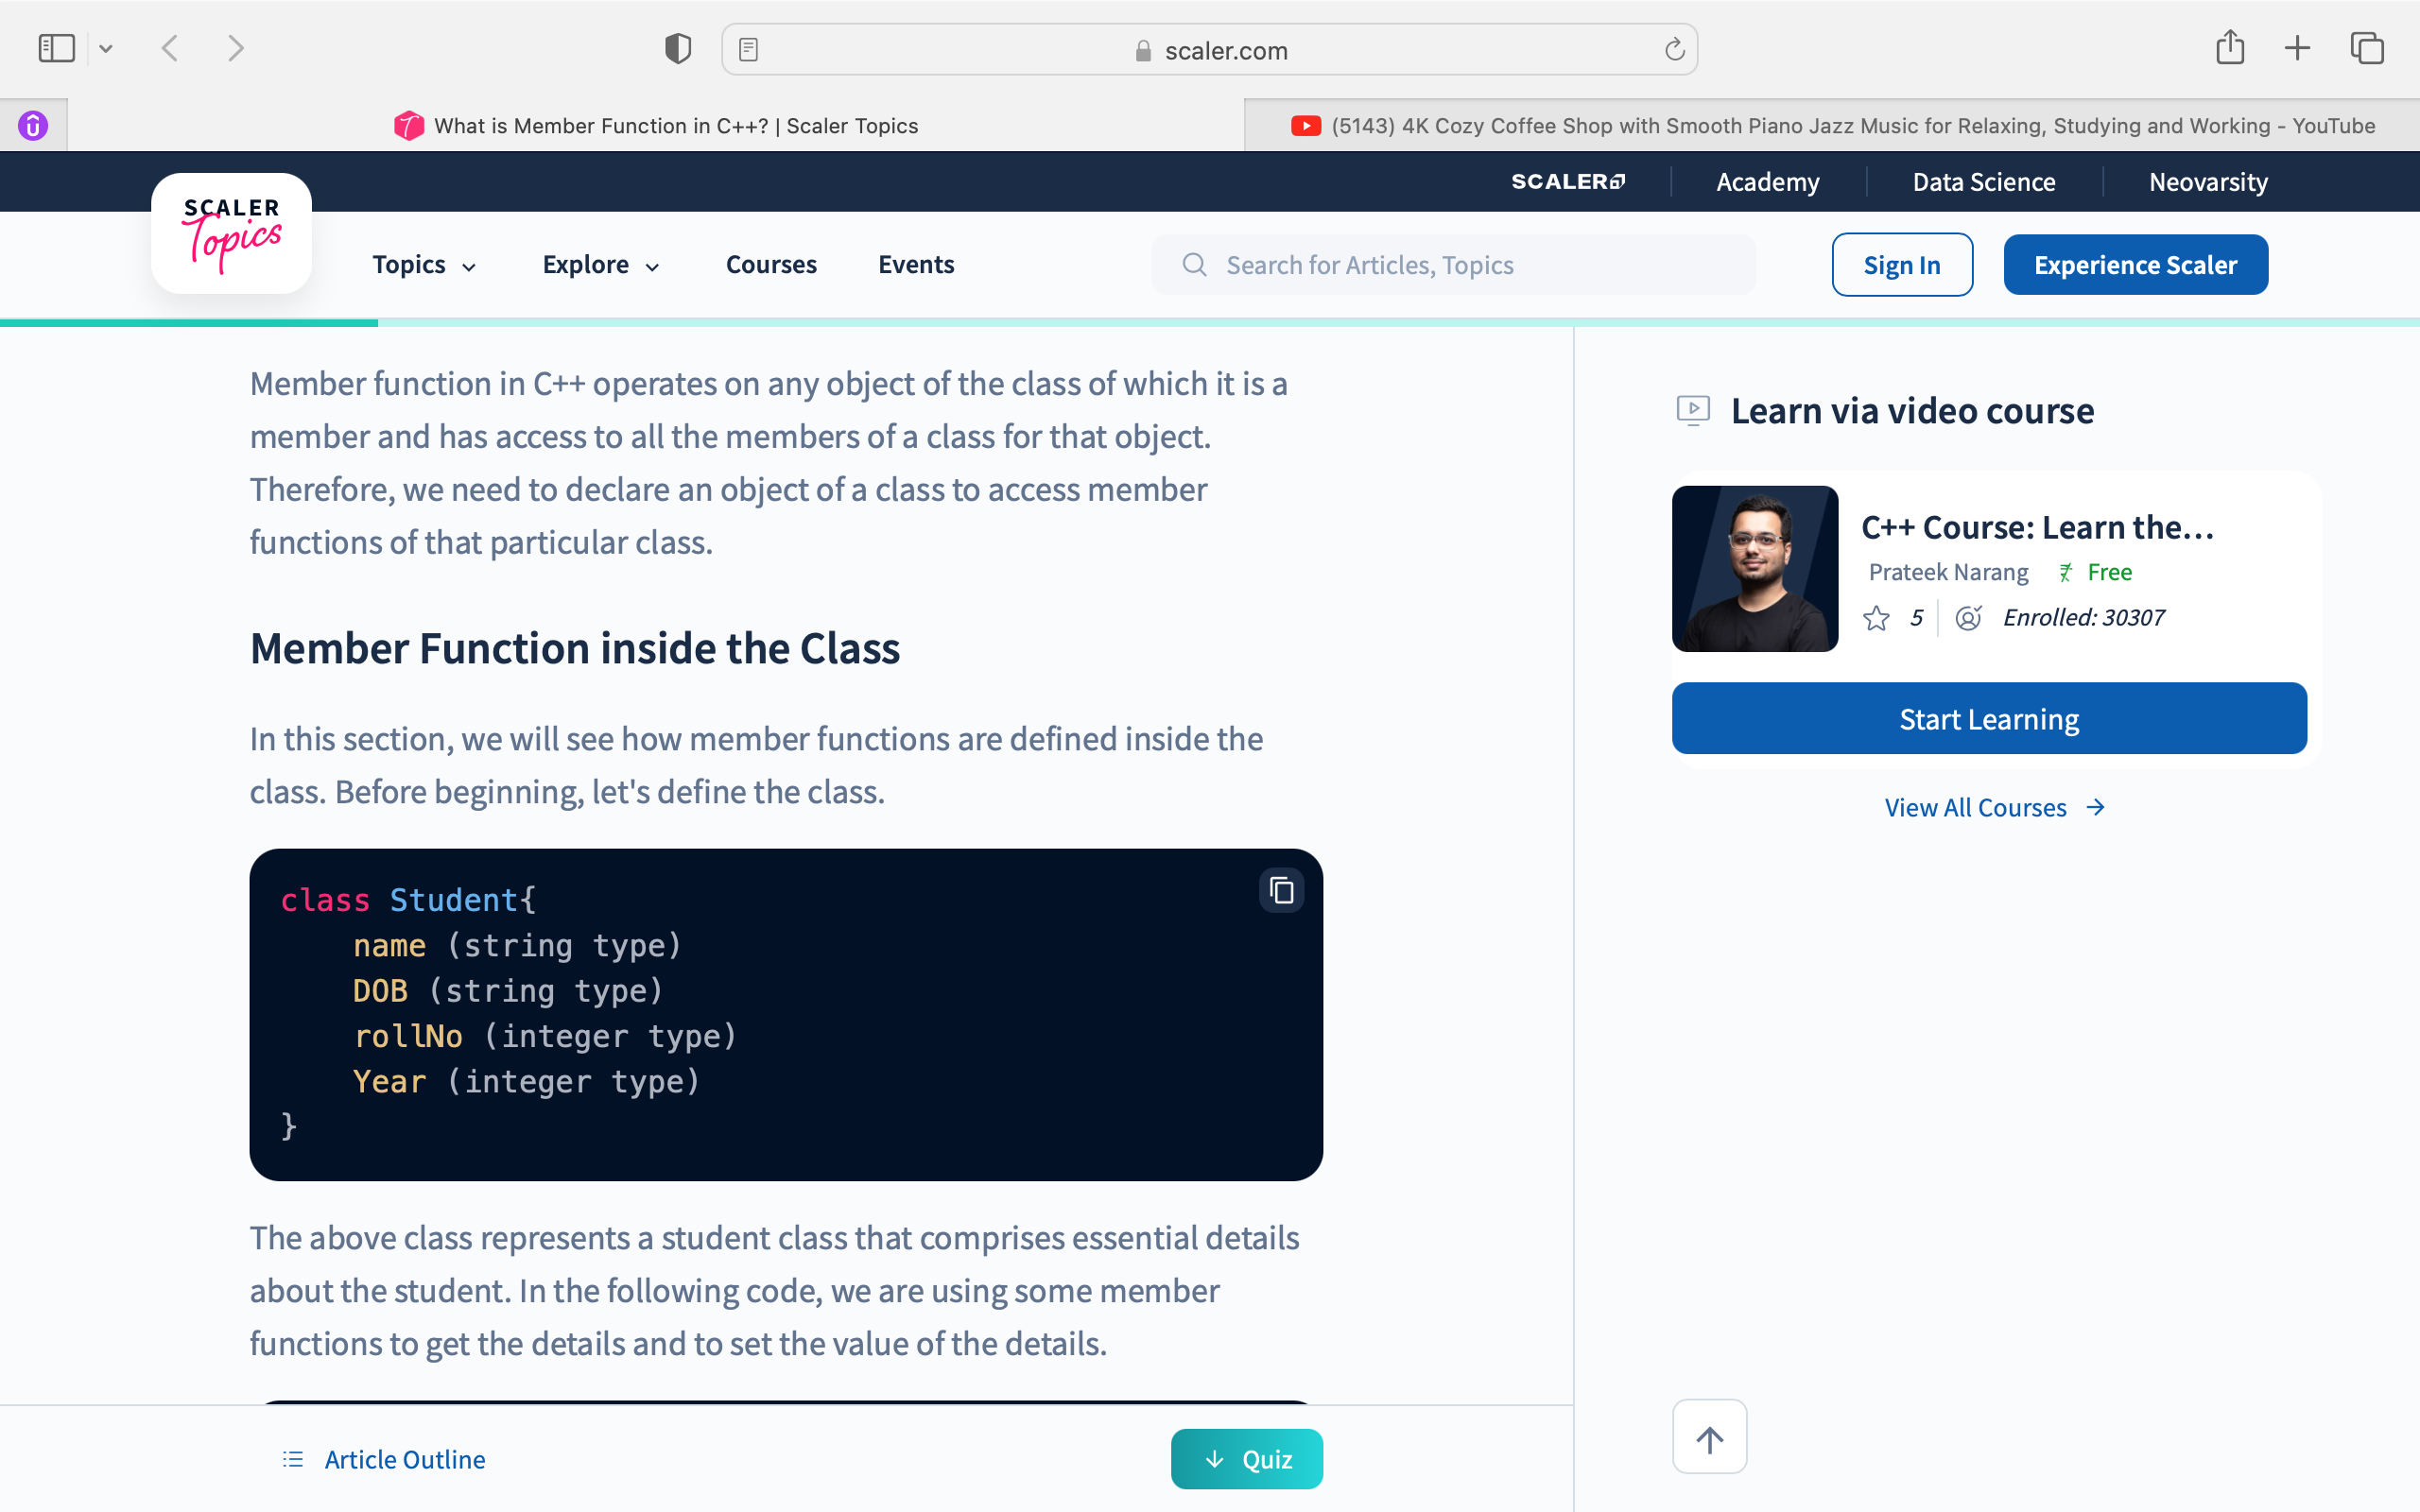 scaler.com
What is Member Function in C++? | Scaler Topics
(5143) 4K Cozy Coffee Shop with Smooth Piano Jazz Music for Relaxing, Studying and Working - YouTube
SCALER
Academy
Data Science
Neovarsity
SCALER
Topics
Topics
Explore
Courses
Events
Search for Articles, Topics
Sign In
Experience Scaler
Member function in C++ operates on any object of the class of which it is a
member and has access to all the members of a class for that object.
Therefore, we need to declare an object of a class to access member
functions of that particular class.
Member Function inside the Class
In this section, we will see how member functions are defined inside the
class. Before beginning, let's define the class.
class Student{
    name (string type)
    DOB (string type)
    rollNo (integer type)
    Year (integer type)
}
The above class represents a student class that comprises essential details
about the student. In the following code, we are using some member
functions to get the details and to set the value of the details.
Article Outline
Quiz
Learn via video course
C++ Course: Learn the...
Prateek Narang Free
5 Enrolled: 30307
Start Learning
View All Courses